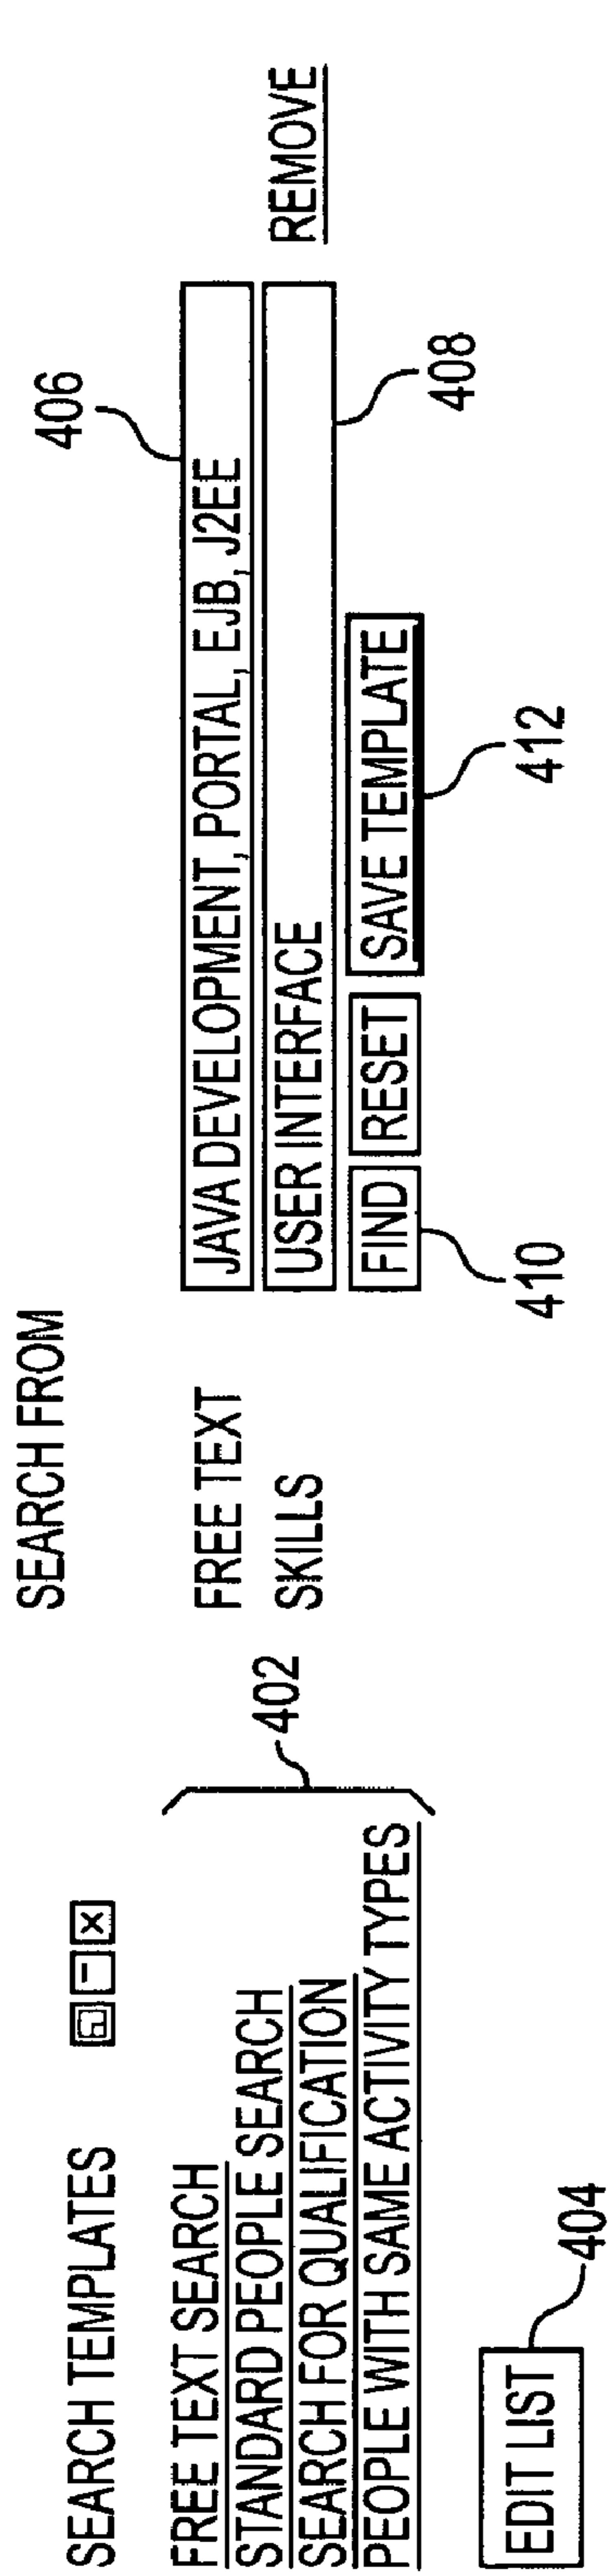 SEARCH TEMPLATES
FREE TEXT SEARCH
STANDARD PEOPLE SEARCH
SEARCH FOR QUALIFICATION
PEOPLE WITH SAME ACTIVITY TYPES
402
EDIT LIST
404
SEARCH FROM
406
FREE TEXT JAVA DEVELOPMENT, PORTAL, EJB, J2EE
SKILLS USER INTERFACE REMOVE
408
FIND RESET SAVE TEMPLATE
410 412